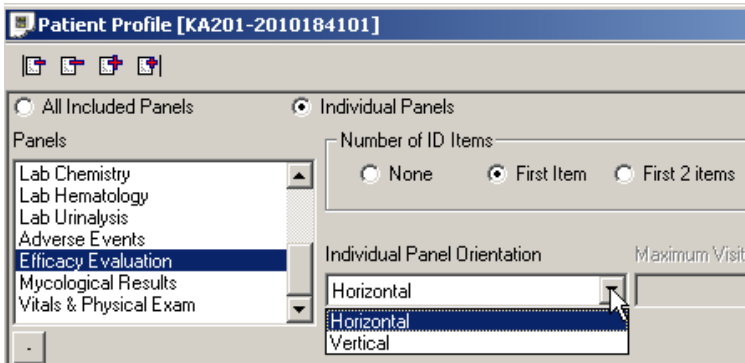 Patient Profile [KA201-2010184101]
All Included Panels
Individual Panels
Panels
Lab Chemistry
Lab Hematology
Lab Urinalysis
Adverse Events
Efficacy Evaluation
Mycological Results
Vitals & Physical Exam
-
Number of ID Items
None
First Item
First 2 items
Individual Panel Orientation
Horizontal
Horizontal
Vertical
Maximum Visit